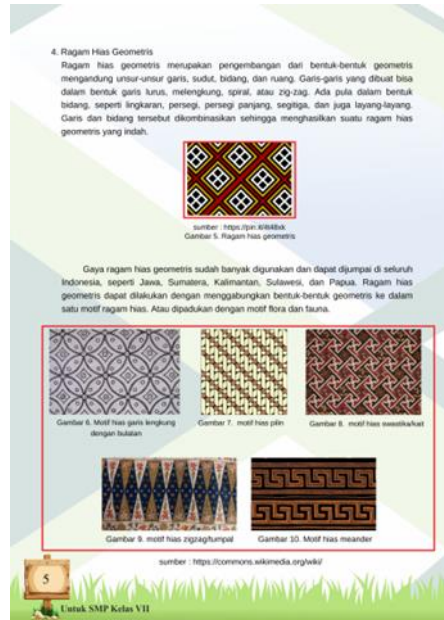 4. Ragam Hias Geometris
Ragam hias geometris merupakan pengembangan dari bentuk-bentuk geometris
mengandung unsur-unsur garis, sudut, bidang, dan ruang. Garis-garis yang dibuat bisa
dalam bentuk garis lurus, melengkung, spiral, atau zig-zag. Ada pula dalam bentuk
bidang, seperti lingkaran, persegi, persegi panjang, segitiga, dan juga layang-layang.
Garis dan bidang tersebut dikombinasikan sehingga menghasilkan suatu ragam hias
geometris yang indah.
sumber : https://pin.it/
Gambar 5. Ragam hias geometris
Gaya ragam hias geometris sudah banyak digunakan dan dapat dijumpai di seluruh
Indonesia, seperti Jawa, Sumatera, Kalimantan, Sulawesi, dan Papua. Ragam hias
geometris dapat dilakukan dengan menggabungkan bentuk-bentuk geometris ke dalam
satu motif ragam hias. Atau dipadukan dengan motif flora dan fauna.
Gambar 6. Motif hias garis lengkung
dengan bulatan
Gambar 7. motif hias pilin
Gambar 8. motif hias swastika/kait
Gambar 9. motif hias zigzag/tumpal
Gambar 10. Motif hias meander
sumber : https://commons.wikimedia.org/wiki/
5
Untuk SMP Kelas VII